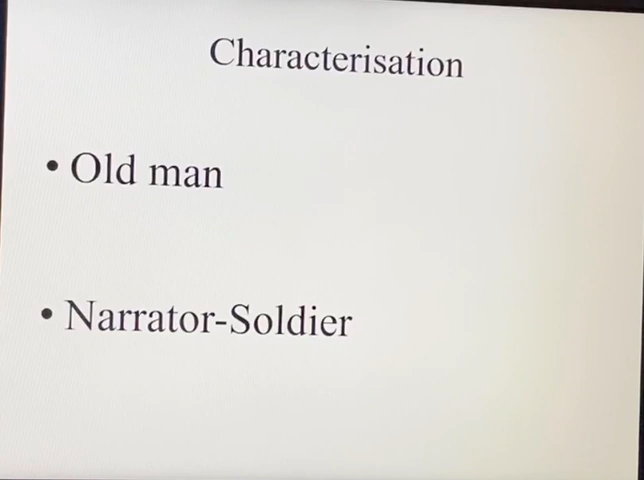 Characterisation
• Old man
• Narrator-Soldier